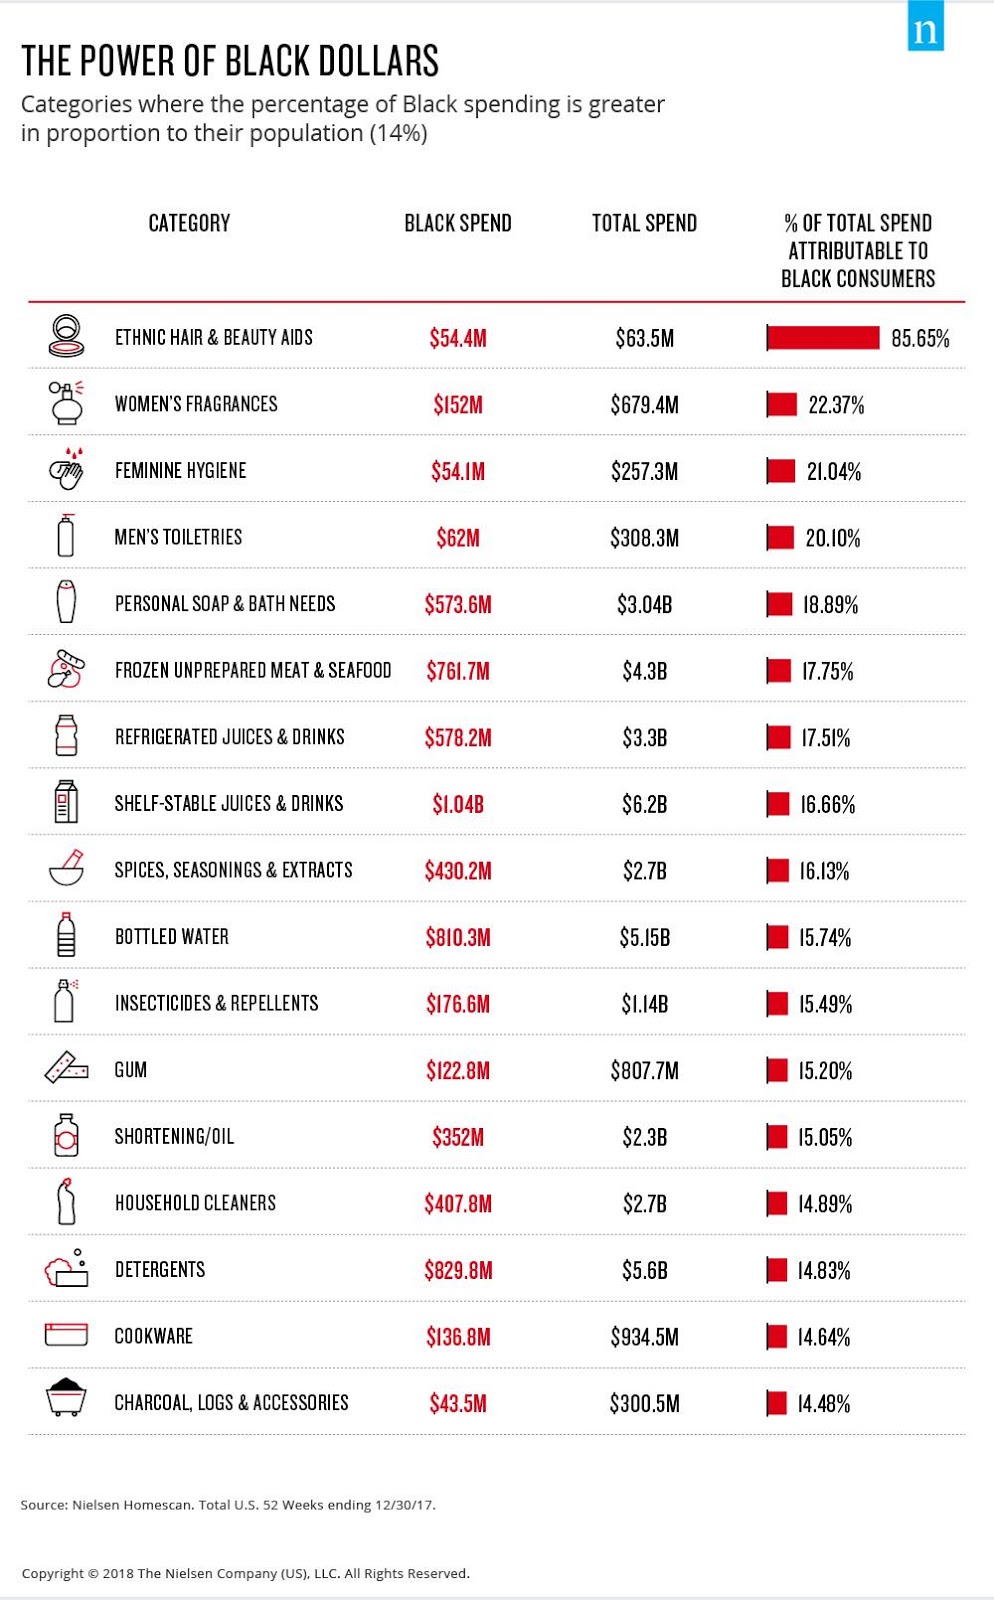 n
THE POWER OF BLACK DOLLARS
Categories where the percentage of Black spending is greater
in proportion to their population (14%)
CATEGORY BLACK SPEND TOTAL SPEND % OF TOTAL SPEND
ATTRIBUTABLE TO
BLACK CONSUMERS
ETHNIC HAIR & BEAUTY AIDS $54.4M $63.5M 85.65%
WOMEN'S FRAGRANCES $152M $679.4M 22.37%
FEMININE HYGIENE $54.1M $257.3M 21.04%
MEN'S TOILETRIES $62M $308.3M 20.10%
PERSONAL SOAP & BATH NEEDS $573.6M $3.04B 18.89%
FROZEN UNPREPARED MEAT & SEAFOOD $761.7M $4.3B 17.75%
REFRIGERATED JUICES & DRINKS $578.2M $3.3B 17.51%
SHELF-STABLE JUICES & DRINKS $1.04B $6.2B 16.66%
SPICES, SEASONINGS & EXTRACTS $430.2M $2.7B 16.13%
BOTTLED WATER $810.3M $5.15B 15.74%
INSECTICIDES & REPELLENTS $176.6M $1.14B 15.49%
GUM $122.8M $807.7M 15.20%
SHORTENING/OIL $352M $2.3B 15.05%
HOUSEHOLD CLEANERS $407.8M $2.7B 14.89%
DETERGENTS $829.8M $5.6B 14.83%
COOKWARE $136.8M $934.5M 14.64%
CHARCOAL, LOGS & ACCESSORIES $43.5M $300.5M 14.48%
Source: Nielsen Homescan. Total U.S. 52 Weeks ending 12/30/17.
Copyright © 2018 The Nielsen Company (US), LLC. All Rights Reserved.